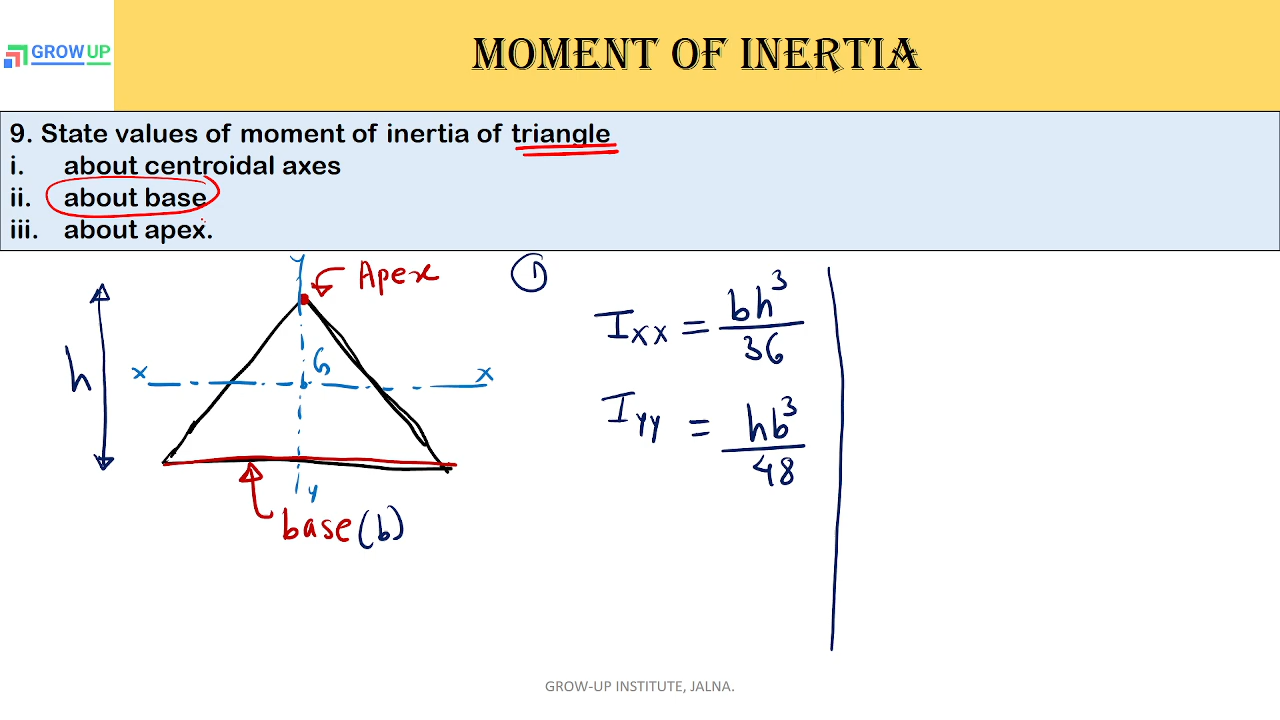 GROW UP
MOMENT OF INERTIA
9. State values of moment of inertia of triangle
i. about centroidal axes
ii. about base
iii. about apex.
y
Apex
①
h
x
G
x
y
base (b)
Ixx = bh³/36
Iyy = hb³/48
GROW-UP INSTITUTE, JALNA.